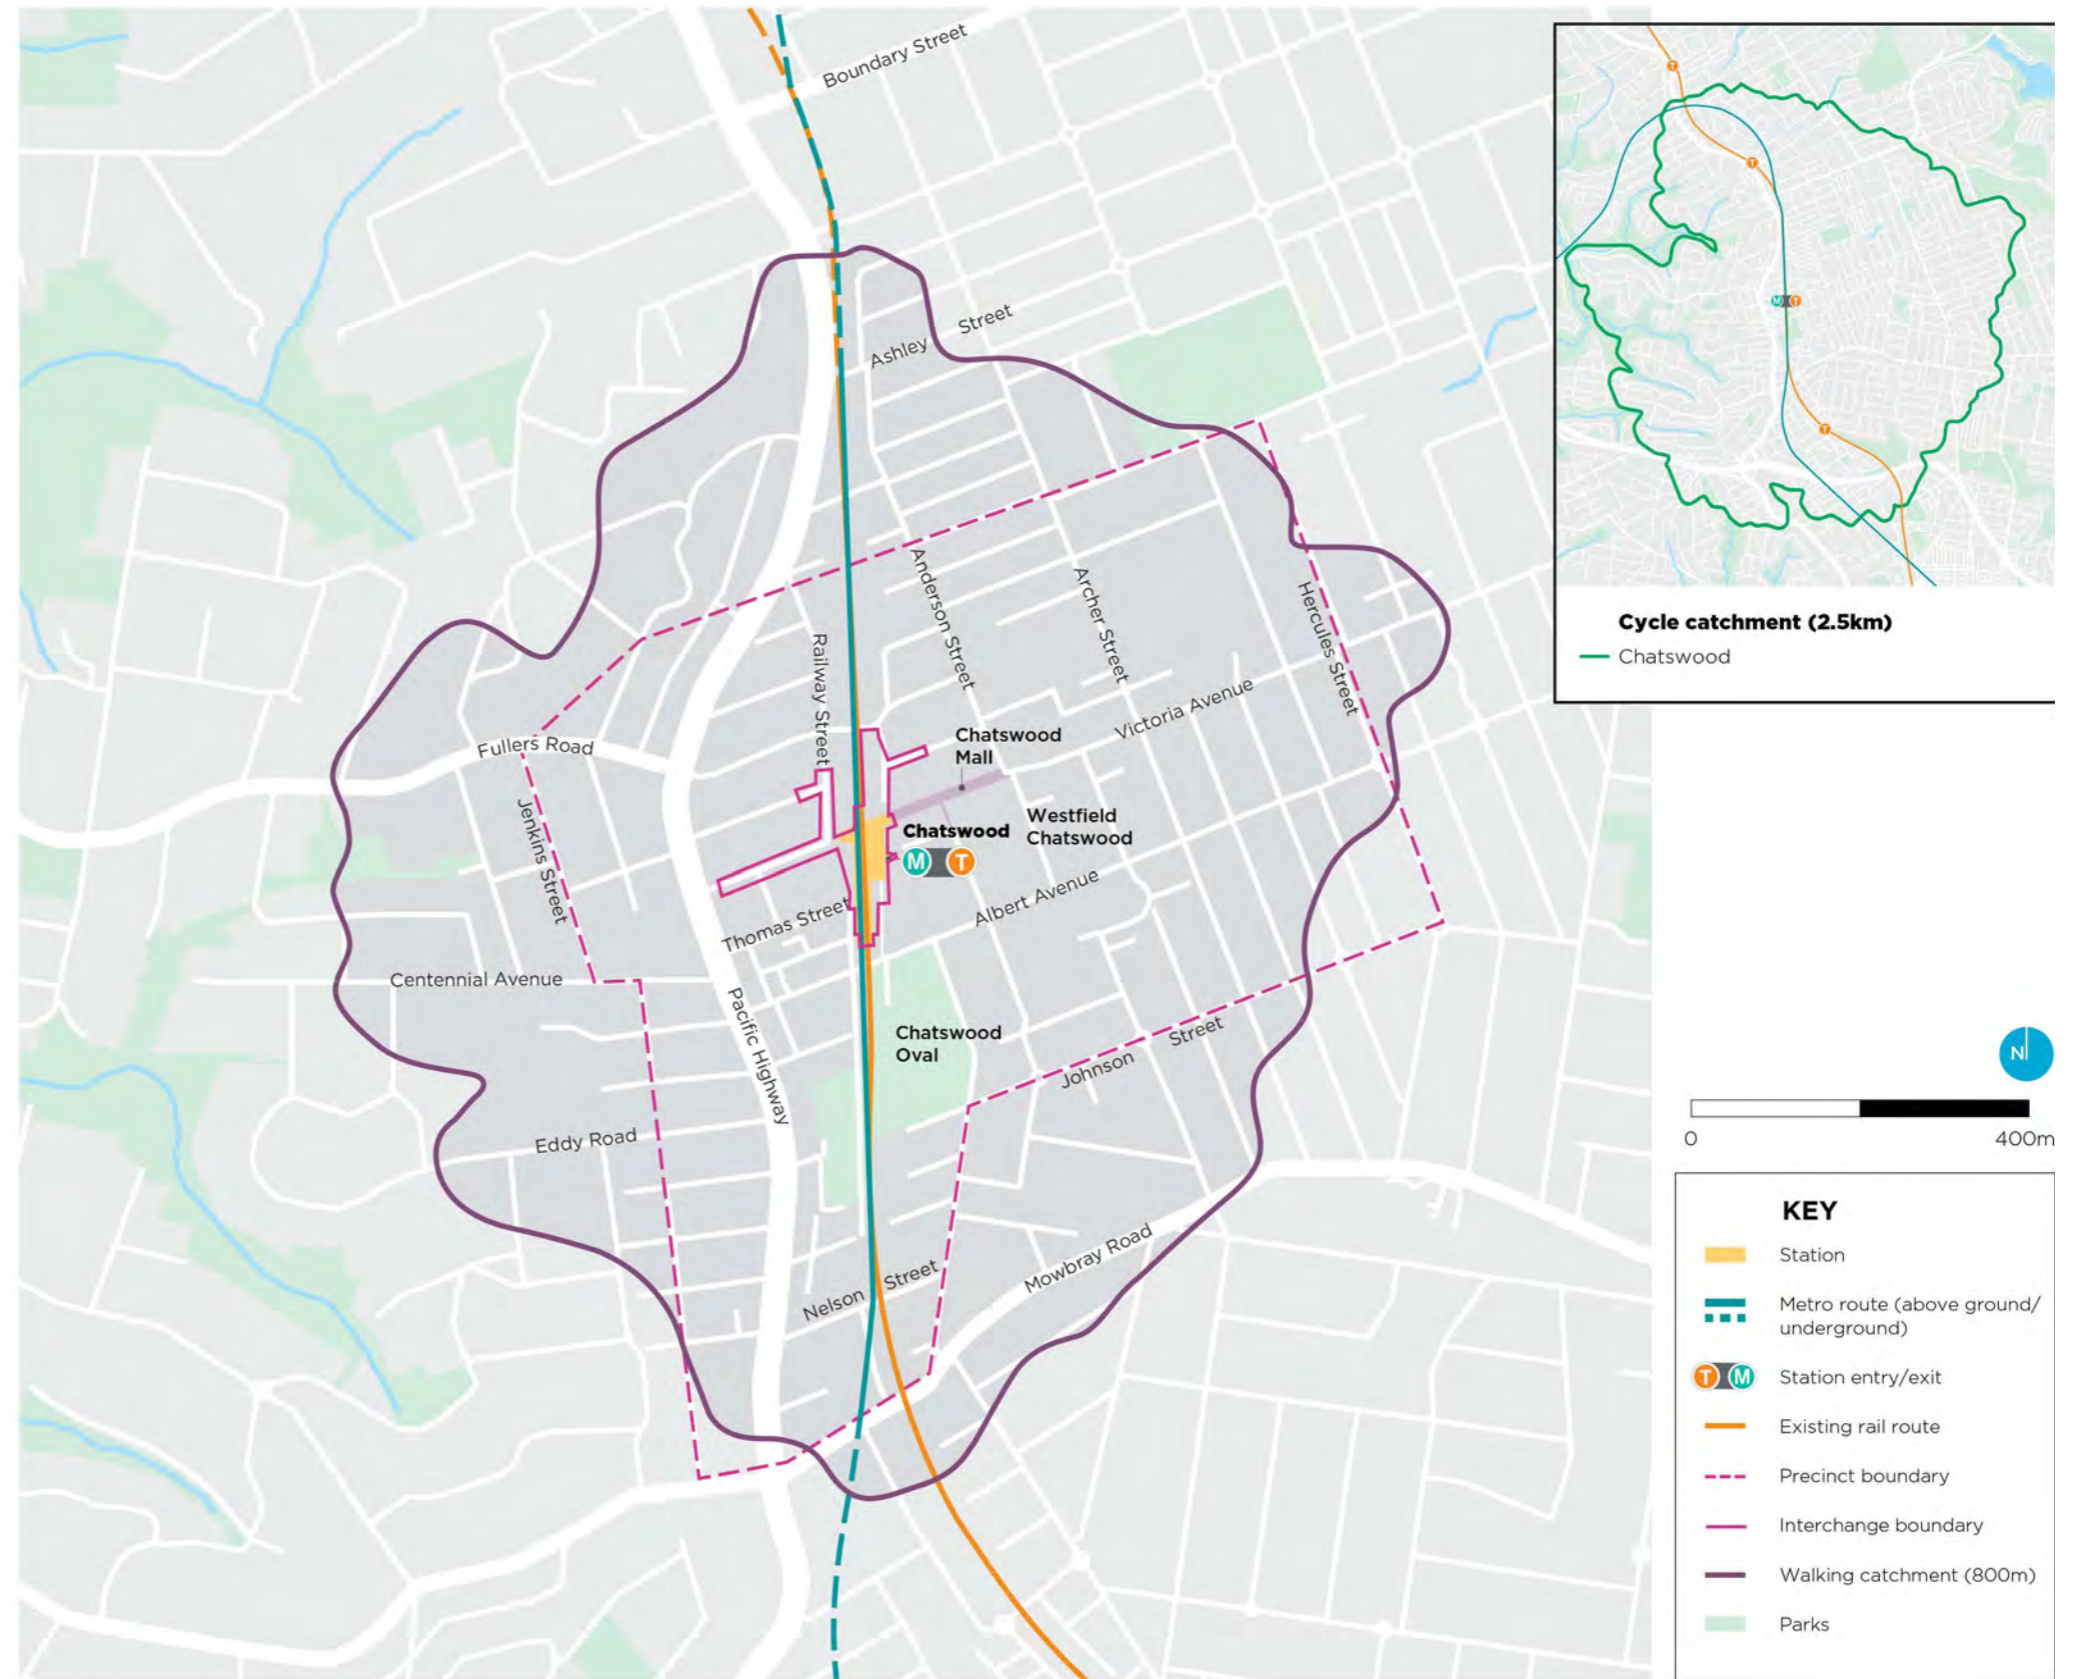 Boundary Street
Ashley Street
Anderson Street
Archer Street
Hercules Street
Railway Street
Victoria Avenue
Chatswood
Mall
Fullers Road
Jenkins Street
Westfield
Chatswood
Chatswood
M T
Albert Avenue
Thomas Street
Centennial Avenue
Pacific Highway
Chatswood
Oval
Johnson Street
Eddy Road
Nelson Street
Mowbray Road
T
T
M T
T
Cycle catchment (2.5km)
Chatswood
N
0 400m
KEY
Station
Metro route (above ground/
underground)
T M Station entry/exit
Existing rail route
Precinct boundary
Interchange boundary
Walking catchment (800m)
Parks